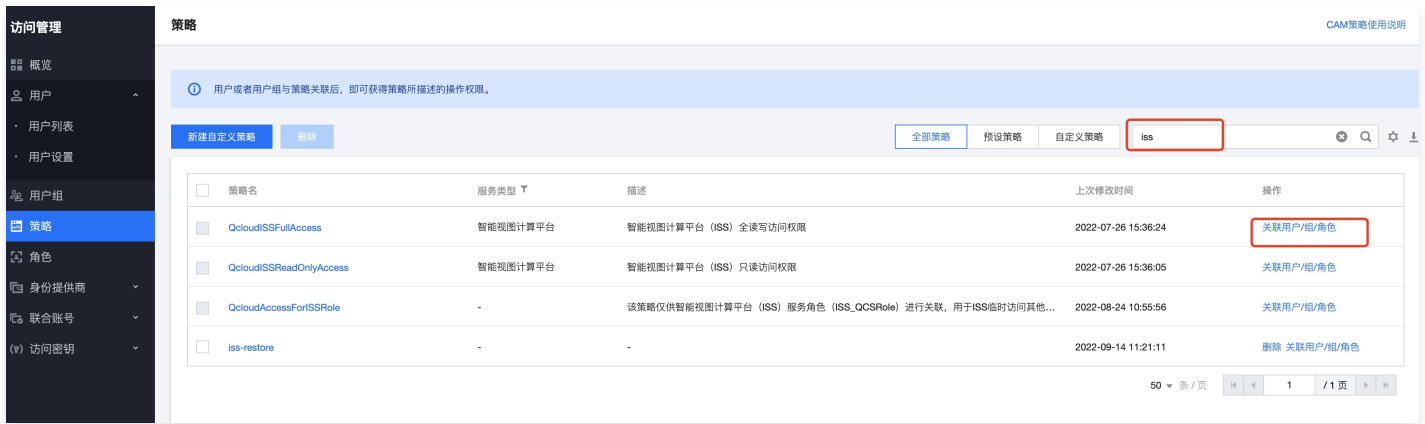 访问管理
概览
用户
· 用户列表
· 用户设置
用户组
策略
角色
身份提供商
联合账号
访问密钥
策略
CAM策略使用说明
用户或者用户组与策略关联后，即可获得策略所描述的操作权限。
新建自定义策略 删除 全部策略 预设策略 自定义策略 iss
策略名 服务类型 描述 上次修改时间 操作
QcloudISSFullAccess 智能视图计算平台 智能视图计算平台（ISS）全读写访问权限 2022-07-26 15:36:24 关联用户/组/角色
QcloudISSReadOnlyAccess 智能视图计算平台 智能视图计算平台（ISS）只读访问权限 2022-07-26 15:36:05 关联用户/组/角色
QcloudAccessForISSRole - 该策略仅供智能视图计算平台（ISS）服务角色（ISS_QCSRole）进行关联，用于ISS临时访问其他... 2022-08-24 10:55:56 关联用户/组/角色
iss-restore - - 2022-09-14 11:21:11 删除 关联用户/组/角色
50 条 / 页 1 / 1 页